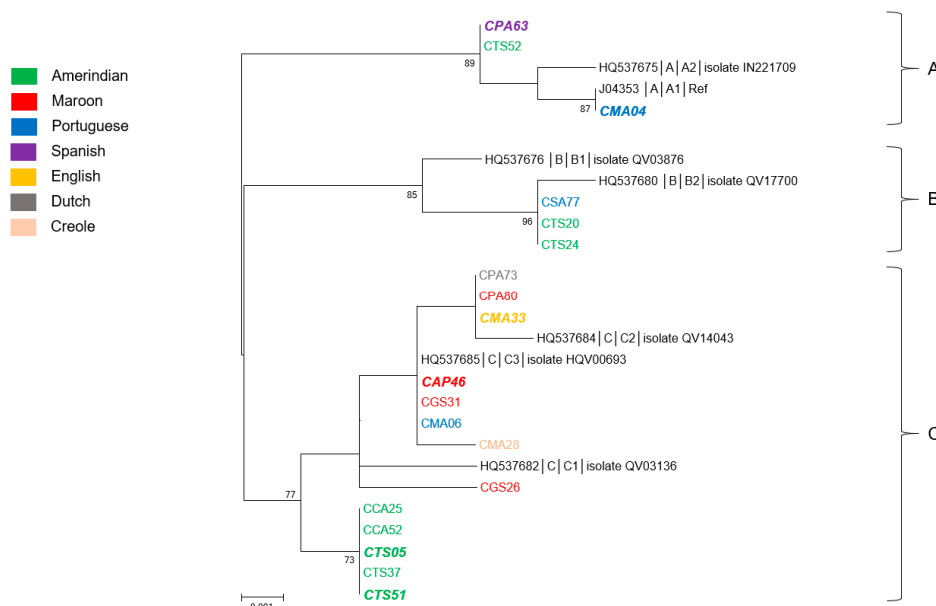 Amerindian
Maroon
Portuguese
Spanish
English
Dutch
Creole
CPA63
CTS52
89
HQ537675|A|A2|isolate IN221709
J04353 |A|A1|Ref
87
CMA04
A
HQ537676 |B|B1|isolate QV03876
85
HQ537680 |B|B2|isolate QV17700
CSA77
96
CTS20
CTS24
B
CPA73
CPA80
CMA33
HQ537684|C|C2|isolate QV14043
HQ537685|C|C3|isolate HQV00693
CAP46
CGS31
CMA06
CMA28
HQ537682|C|C1|isolate QV03136
CGS26
77
CCA25
CCA52
73
CTS05
CTS37
CTS51
C